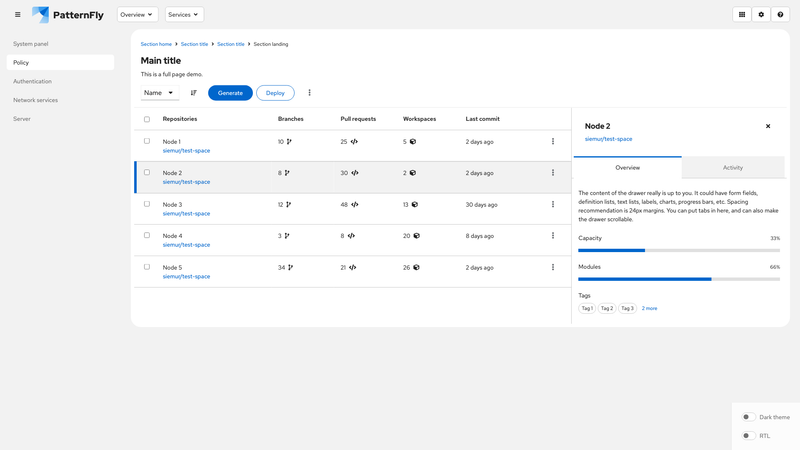 PatternFly
Overview
Services
System panel
Policy
Authentication
Network services
Server
Section home > Section title > Section title > Section landing
Main title
This is a full page demo.
Name
Generate
Deploy
Repositories Branches Pull requests Workspaces Last commit
Node 1 10 25 5 2 days ago
siemur/test-space
Node 2 8 30 2 2 days ago
siemur/test-space
Node 3 12 48 13 30 days ago
siemur/test-space
Node 4 3 8 20 8 days ago
siemur/test-space
Node 5 34 21 26 2 days ago
siemur/test-space
Node 2
siemur/test-space
Overview Activity
The content of the drawer really is up to you. It could have form fields,
definition lists, text lists, labels, charts, progress bars, etc. Spacing
recommendation is 24px margins. You can put tabs in here, and can also make
the drawer scrollable.
Capacity 33%
Modules 66%
Tags
Tag 1 Tag 2 Tag 3 2 more
Dark theme
RTL